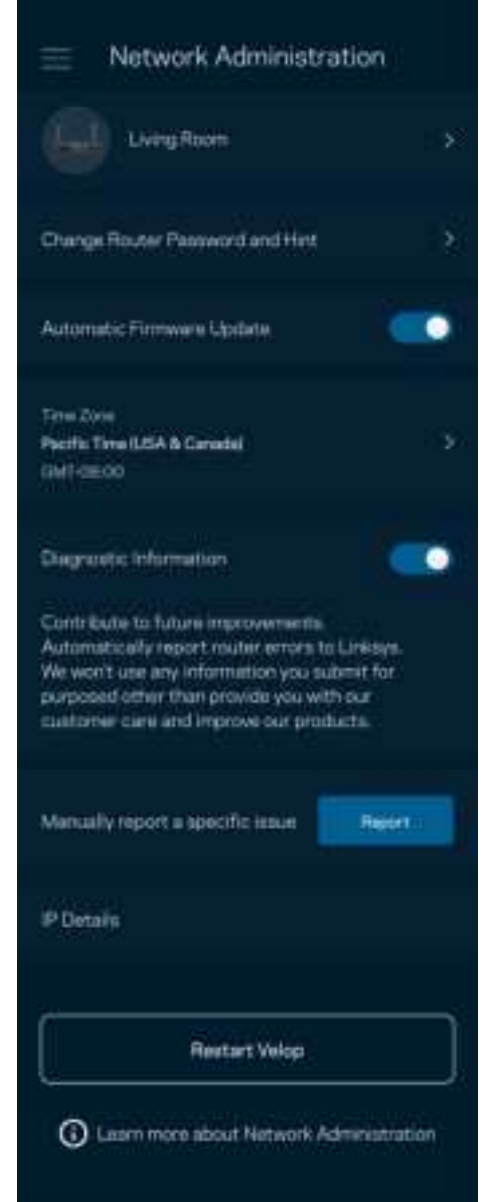 Network Administration
Living Room
Change Router Password and Hint
Automatic Firmware Update
Time Zone
Pacific Time (USA & Canada)
GMT-08:00
Diagnostic Information
Contribute to future improvements.
Automatically report router errors to Linksys.
We won't use any information you submit for
purposed other than provide you with our
customer care and improve our products.
Manually report a specific issue
Report
IP Details
Restart Velop
Learn more about Network Administration